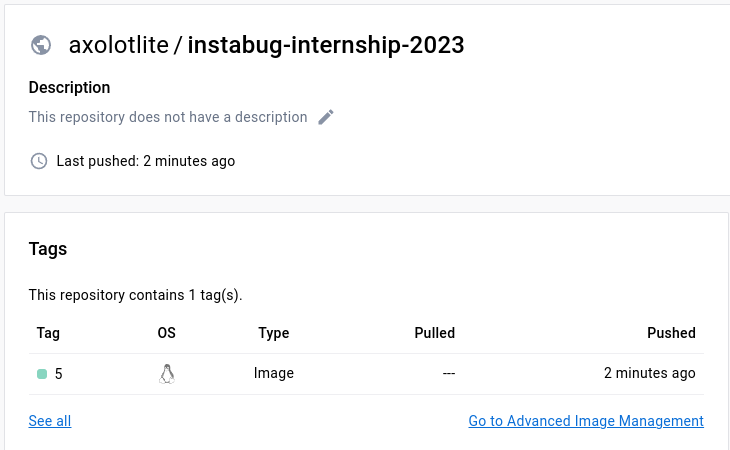 axolotlite / instabug-internship-2023
Description
This repository does not have a description
Last pushed: 2 minutes ago
Tags
This repository contains 1 tag(s).
Tag OS Type Pulled Pushed
5 Image --- 2 minutes ago
See all Go to Advanced Image Management